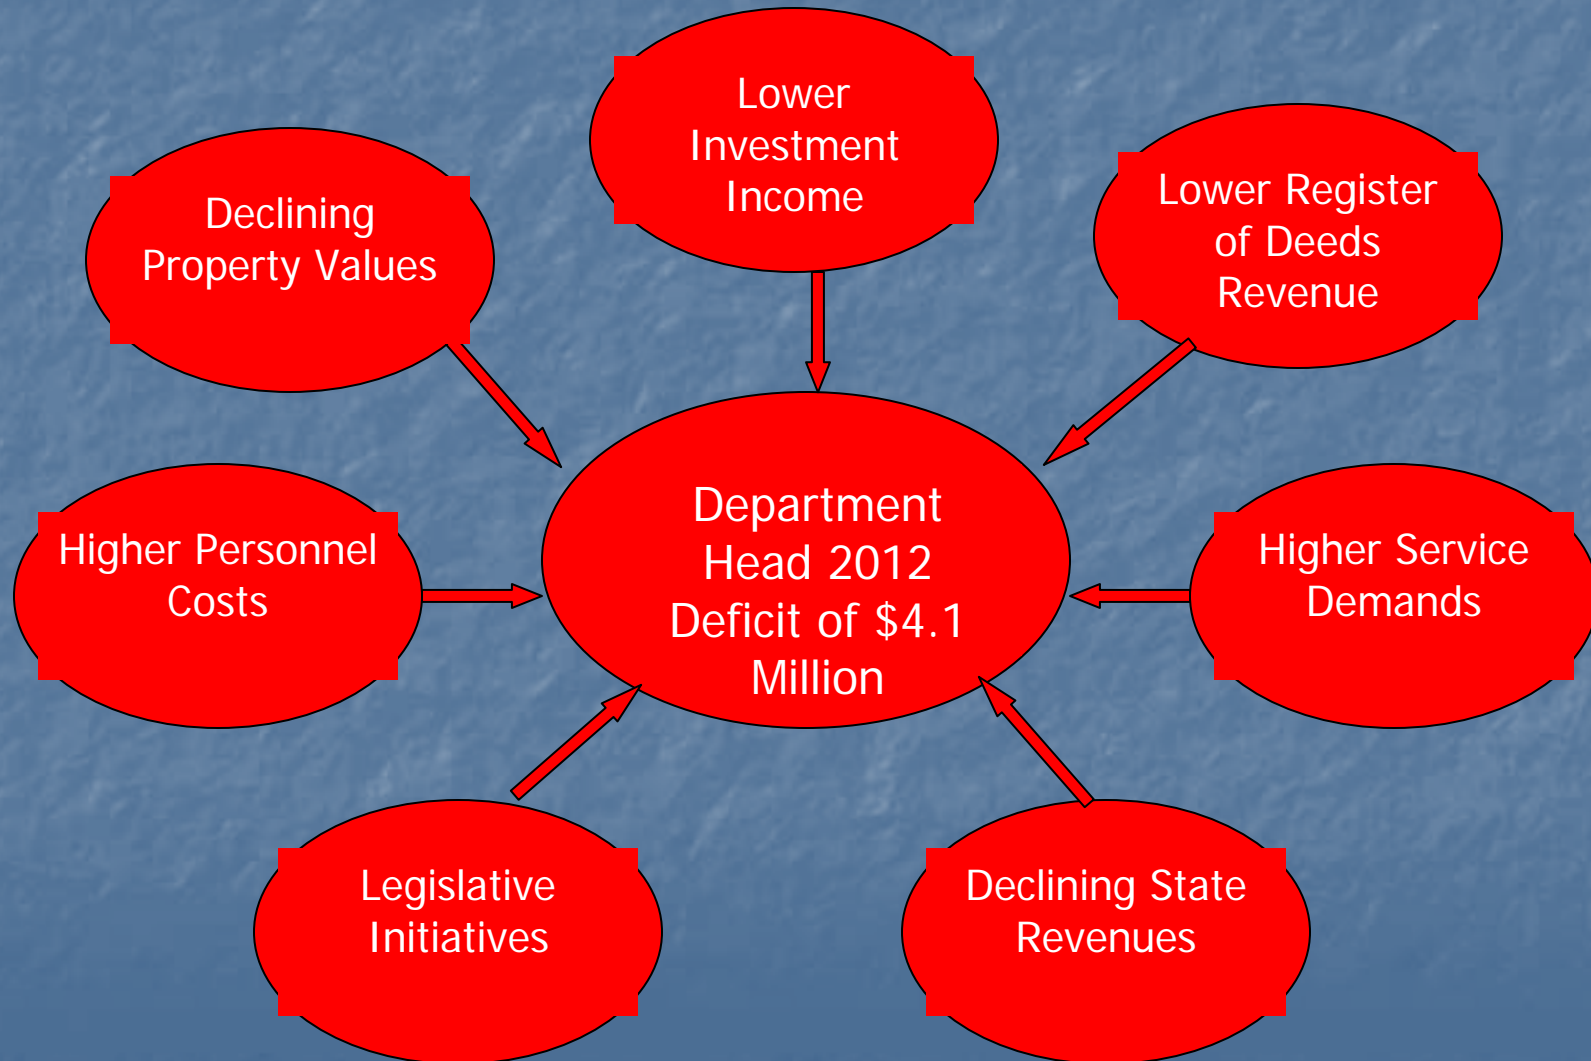 Lower
Investment
Income
Declining
Property Values
Lower Register
of Deeds
Revenue
Department
Head 2012
Deficit of $4.1
Million
Higher Personnel
Costs
Higher Service
Demands
Legislative
Initiatives
Declining State
Revenues